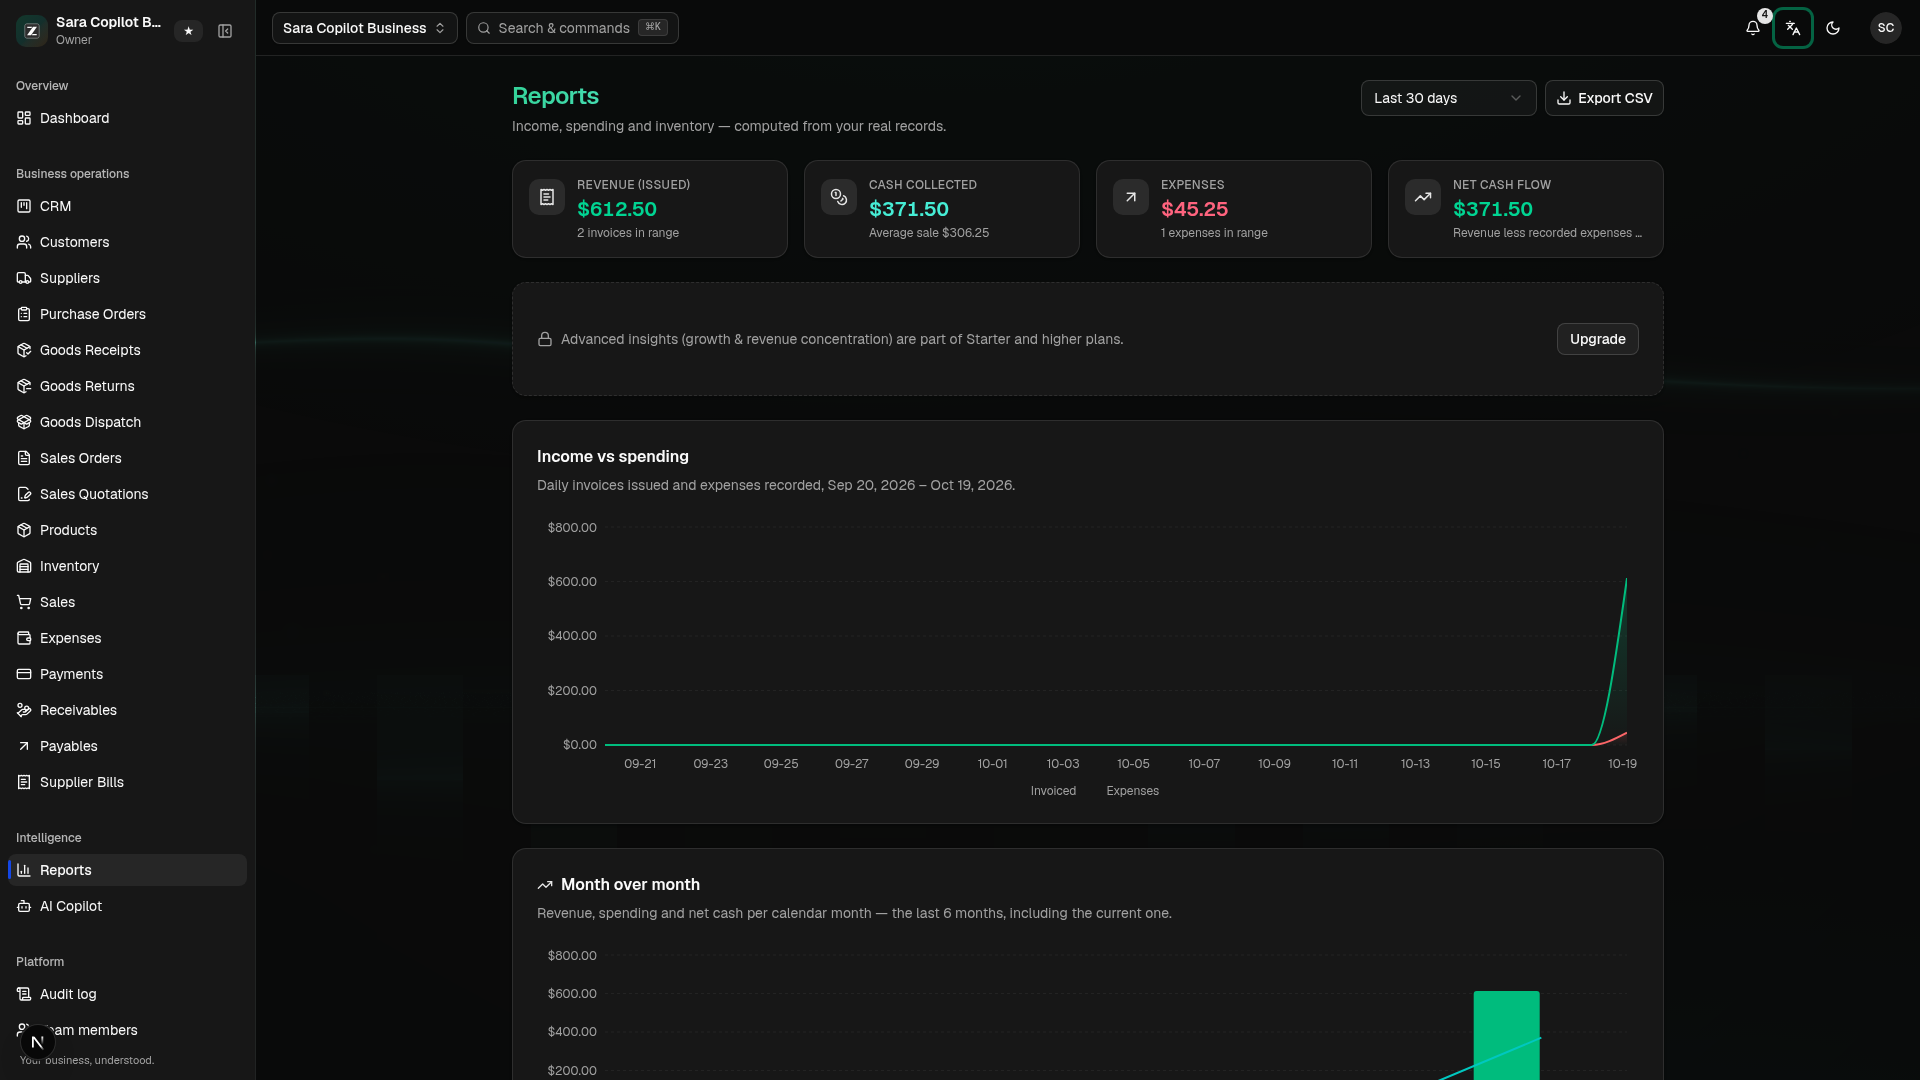 Sara Copilot B...
Owner
Sara Copilot Business
Search & commands
⌘K
4
SC
Overview
Dashboard
Business operations
CRM
Customers
Suppliers
Purchase Orders
Goods Receipts
Goods Returns
Goods Dispatch
Sales Orders
Sales Quotations
Products
Inventory
Sales
Expenses
Payments
Receivables
Payables
Supplier Bills
Intelligence
Reports
AI Copilot
Platform
Audit log
Your business, understood.
Reports
Income, spending and inventory — computed from your real records.
Last 30 days
Export CSV
REVENUE (ISSUED)
$612.50
2 invoices in range
CASH COLLECTED
$371.50
Average sale $306.25
EXPENSES
$45.25
1 expenses in range
NET CASH FLOW
$371.50
Revenue less recorded expenses ...
Advanced insights (growth & revenue concentration) are part of Starter and higher plans.
Upgrade
Income vs spending
Daily invoices issued and expenses recorded, Sep 20, 2026 – Oct 19, 2026.
$800.00
$600.00
$400.00
$200.00
$0.00
09-21 09-23 09-25 09-27 09-29 10-01 10-03 10-05 10-07 10-09 10-11 10-13 10-15 10-17 10-19
Invoiced Expenses
Month over month
Revenue, spending and net cash per calendar month — the last 6 months, including the current one.
$800.00
$600.00
$400.00
$200.00